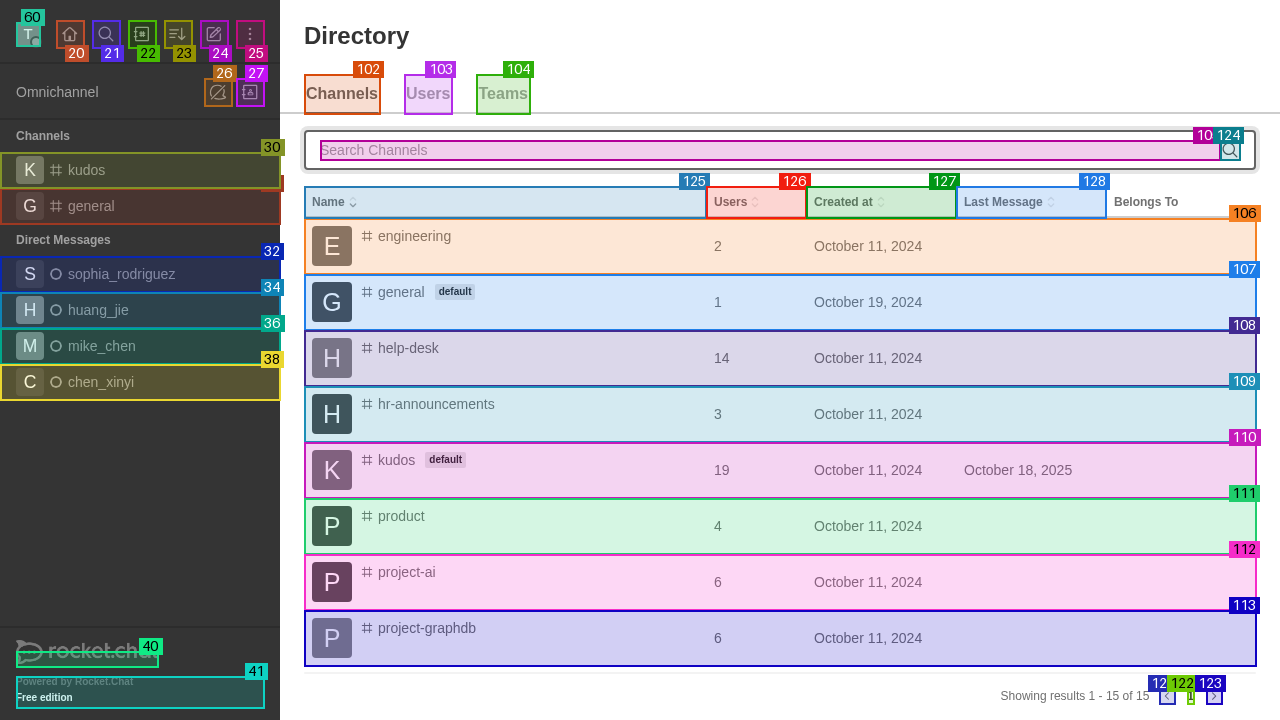 60
T
20
21
22
23
24
25
Omnichannel
26
27
Channels
30
K kudos
G general
Direct Messages
32
S sophia_rodriguez
34
H huang_jie
36
M mike_chen
38
C chen_xinyi
rocket.chat
40
41
Powered by Rocket.Chat
Free edition
Directory
102
103
104
Channels Users Teams
10
124
Search Channels
125
126
127
128
Name Users Created at Last Message Belongs To
106
E engineering 2 October 11, 2024
107
G general default 1 October 19, 2024
108
H help-desk 14 October 11, 2024
109
H hr-announcements 3 October 11, 2024
110
K kudos default 19 October 11, 2024 October 18, 2025
111
P product 4 October 11, 2024
112
P project-ai 6 October 11, 2024
113
P project-graphdb 6 October 11, 2024
12 122 123
Showing results 1 - 15 of 15 1